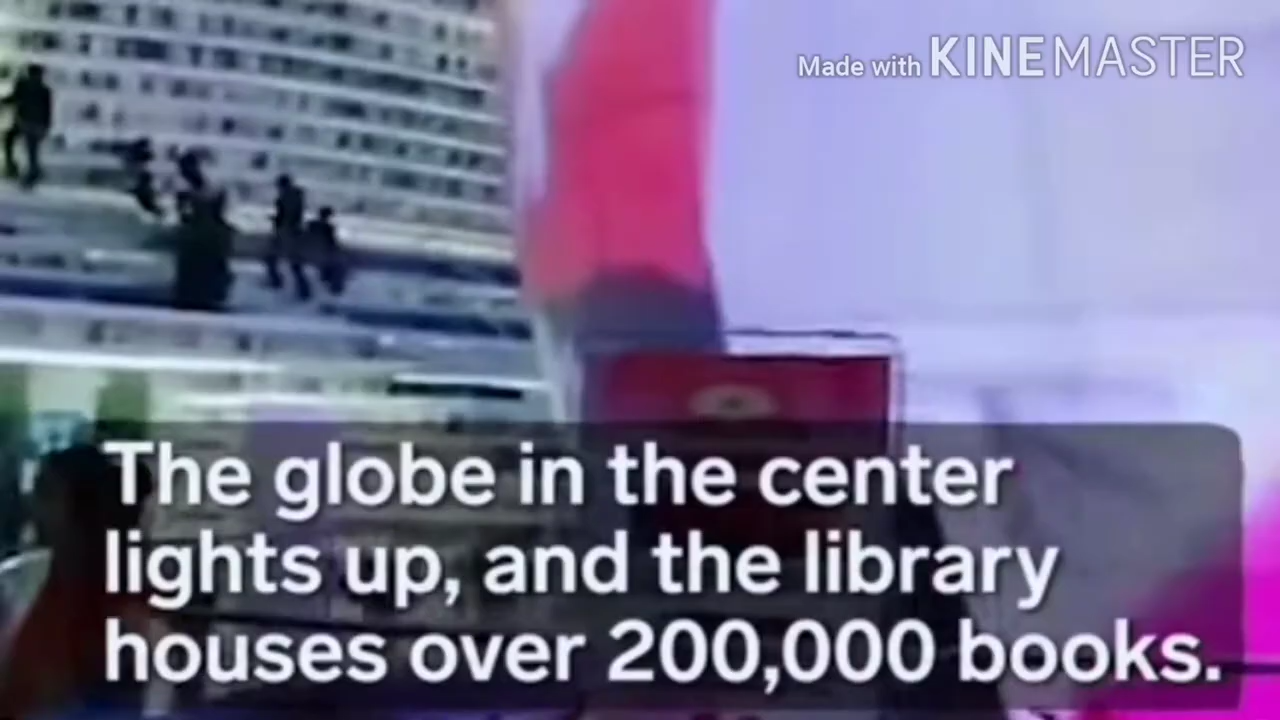 Made with KINEMASTER
The globe in the center
lights up, and the library
houses over 200,000 books.